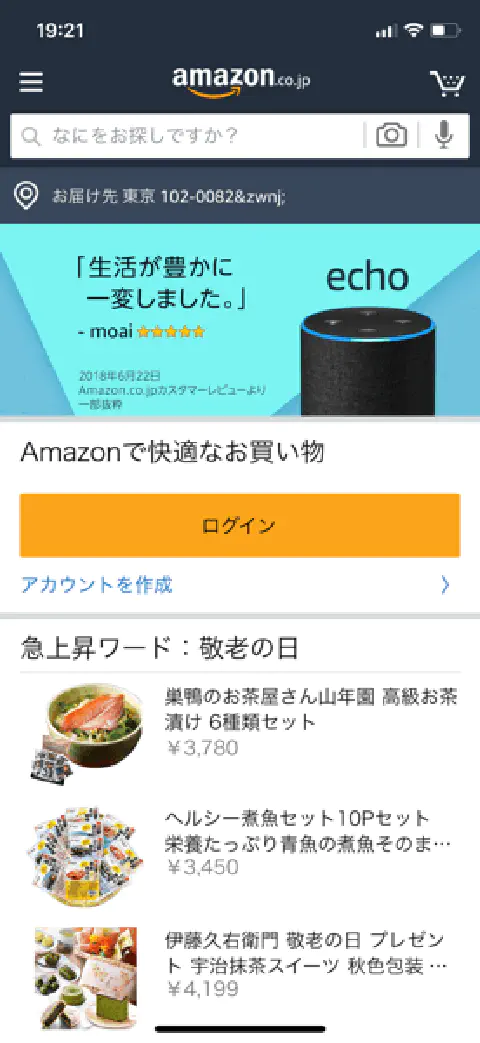 19:21
amazon.co.jp
なにをお探しですか？
お届け先 東京 102-0082&zwnj;
「生活が豊かに
一変しました。」
echo
- moai
2018年6月22日
Amazon.co.jpカスタマーレビューより
一部抜粋
Amazonで快適なお買い物
ログイン
アカウントを作成
急上昇ワード：敬老の日
巣鴨のお茶屋さん山年園 高級お茶
漬け 6種類セット
￥3,780
ヘルシー煮魚セット10Pセット
栄養たっぷり青魚の煮魚そのま…
￥3,450
伊藤久右衛門 敬老の日 プレゼン
ト 宇治抹茶スイーツ 秋色包装 …
￥4,199